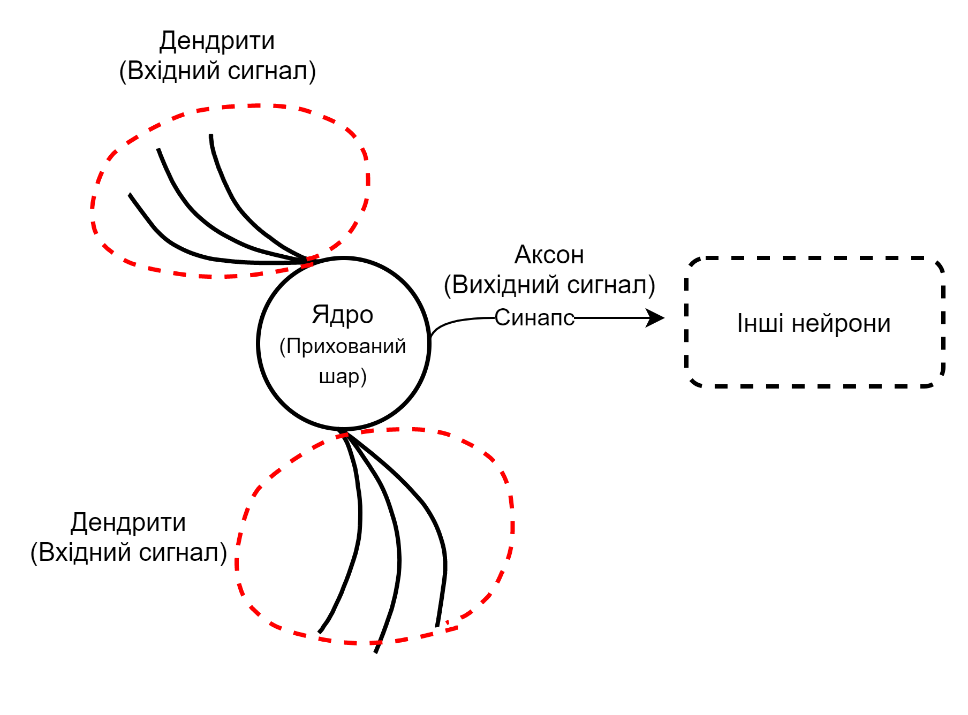 Дендрити
(Вхідний сигнал)
Аксон
(Вихідний сигнал)
Синапс
Ядро
(Прихований
шар)
Інші нейрони
Дендрити
(Вхідний сигнал)